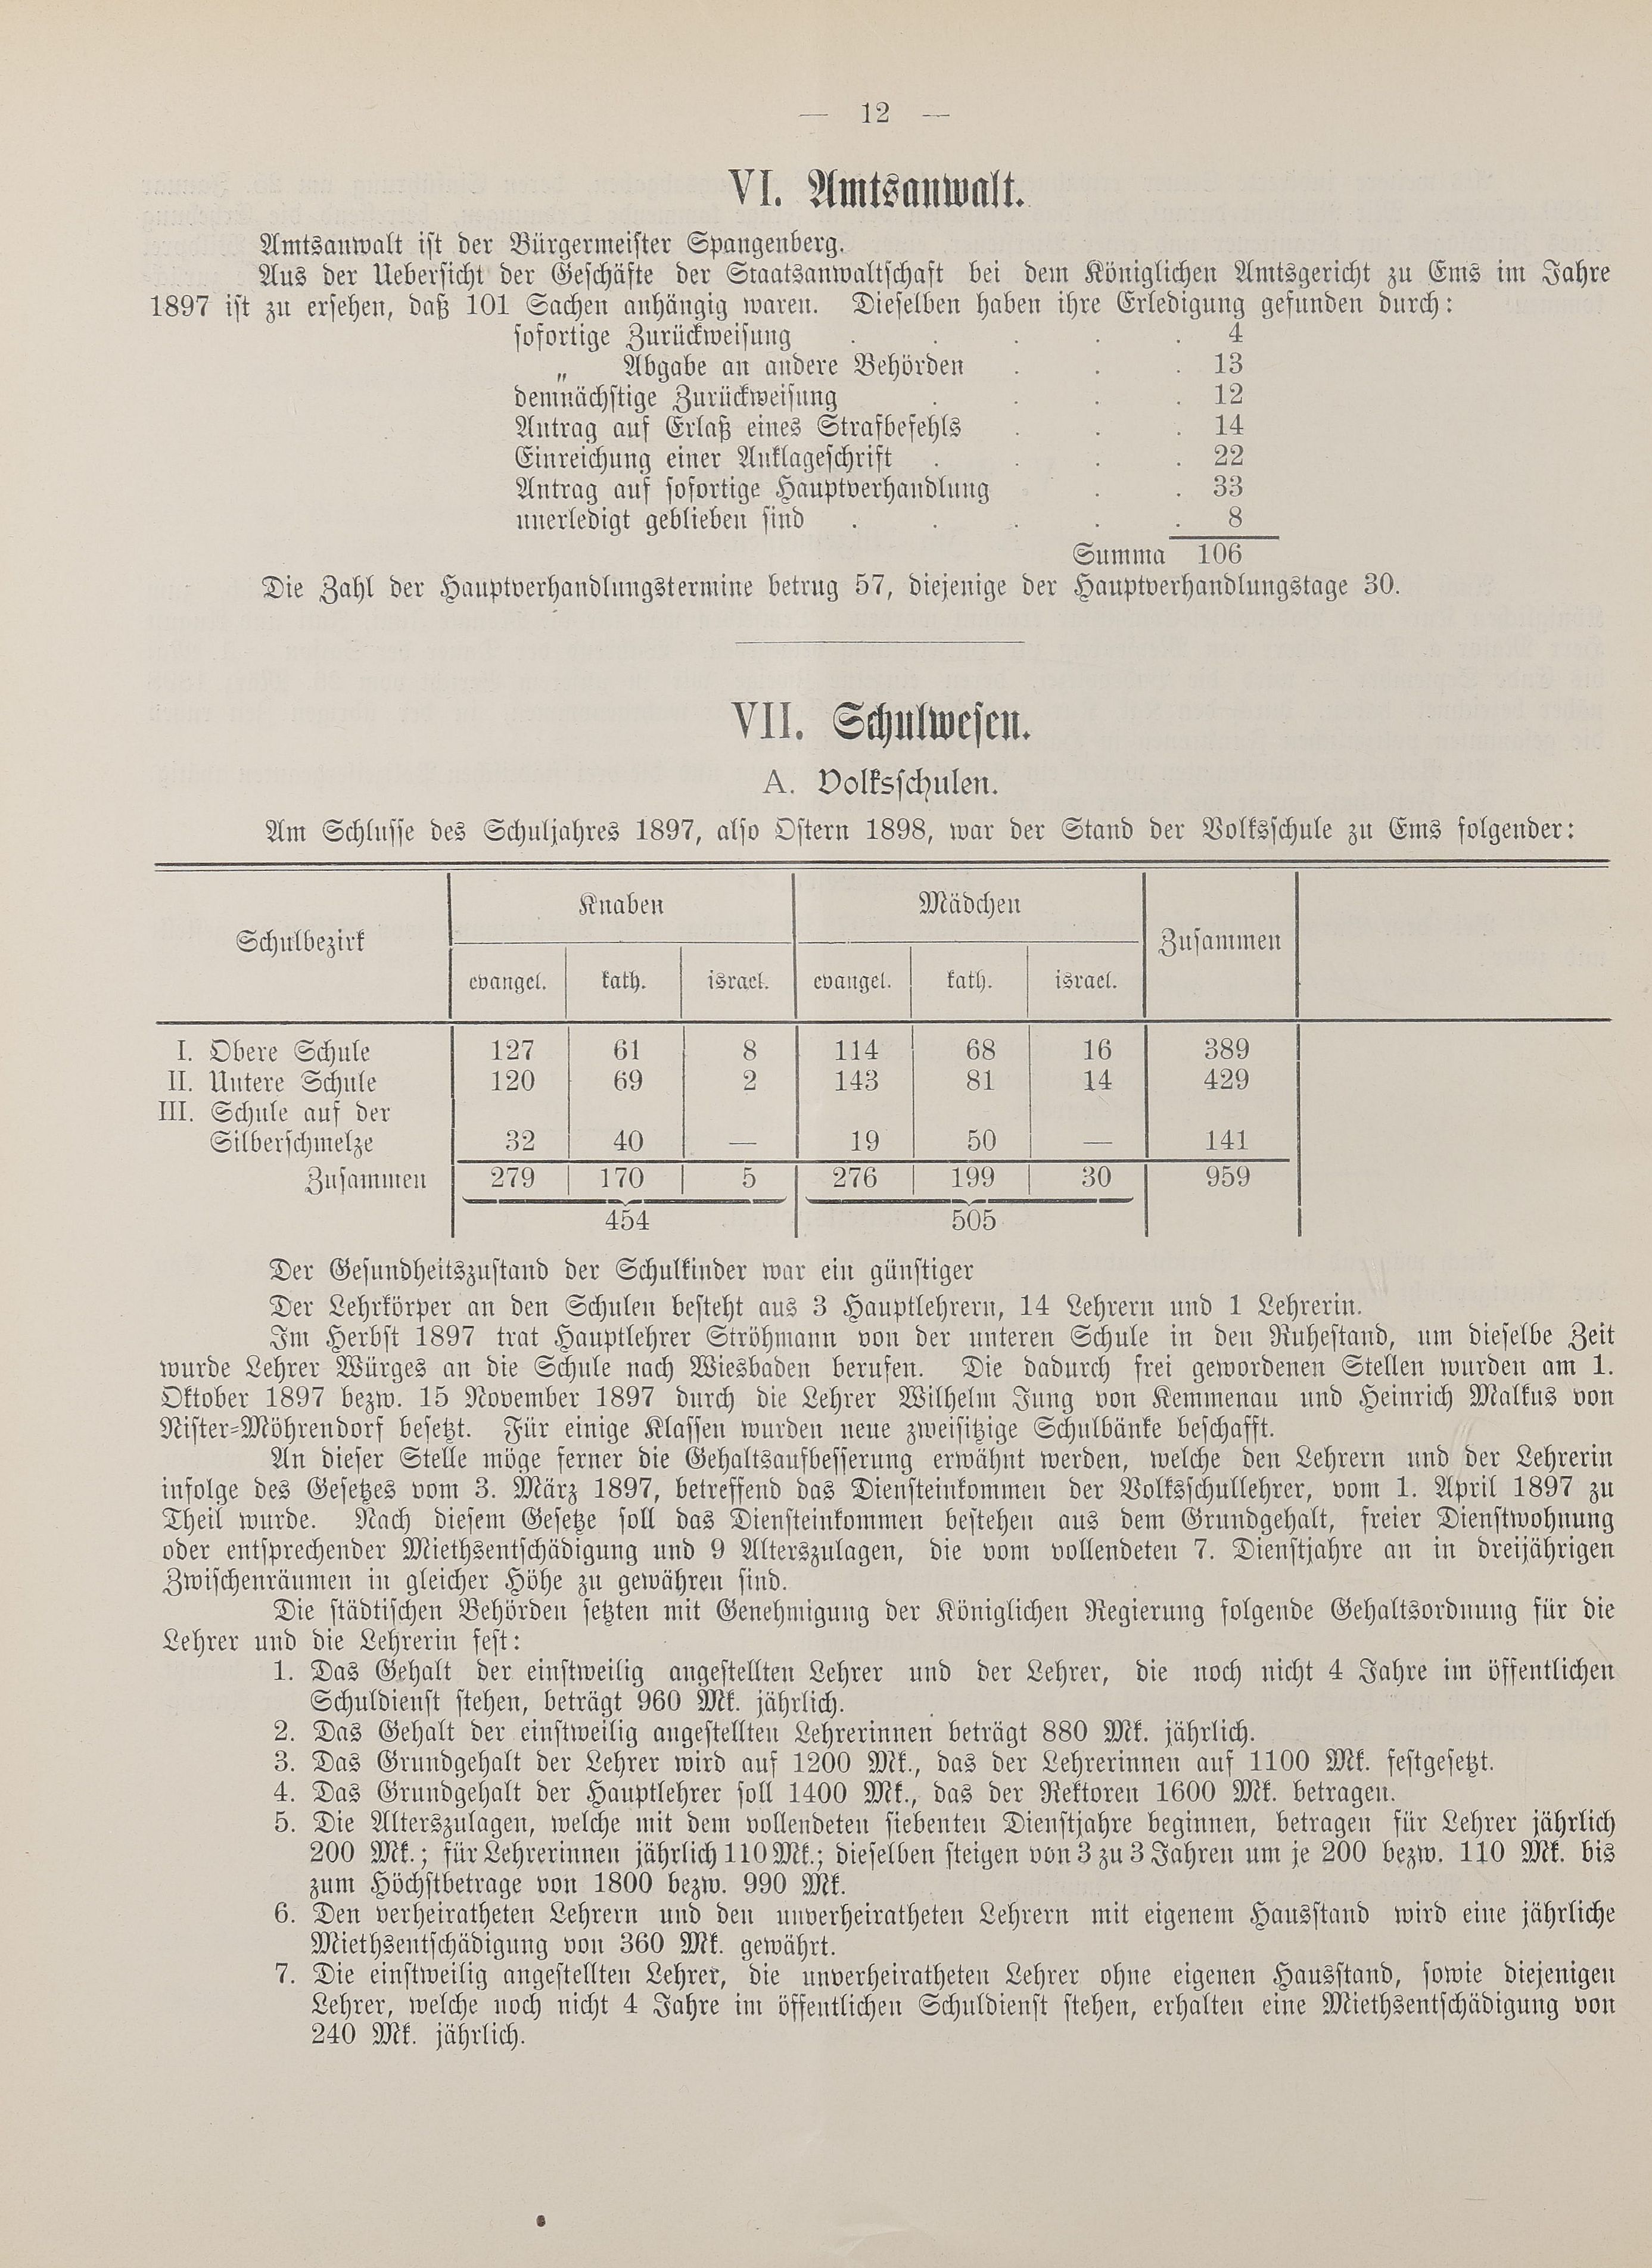 — 12 —
VI. Amtsanwalt.
Amtsanwalt ist der Bürgermeister Spangenberg.
Aus der Uebersicht der Geschäfte der Staatsanwaltschaft bei dem Königlichen Amtsgericht zu Ems im Jahre
1897 ist zu ersehen, daß 101 Sachen anhängig waren. Dieselben haben ihre Erledigung gefunden durch:
sofortige Zurückweisung . . . . . 4
„ Abgabe an andere Behörden . . . 13
demnächstige Zurückweisung . . . . 12
Antrag auf Erlaß eines Strafbefehls . . . 14
Einreichung einer Anklageschrift . . . . 22
Antrag auf sofortige Hauptverhandlung . . 33
unerledigt geblieben sind . . . . . 8
Summa 106
Die Zahl der Hauptverhandlungstermine betrug 57, diejenige der Hauptverhandlungstage 30.
VII. Schulwesen.
A. Volksschulen.
Am Schlusse des Schuljahres 1897, also Ostern 1898, war der Stand der Volksschule zu Ems folgender:
Schulbezirk Knaben Mädchen Zusammen
evangel. kath. israel. evangel. kath. israel.
I. Obere Schule 127 61 8 114 68 16 389
II. Untere Schule 120 69 2 143 81 14 429
III. Schule auf der
Silberschmelze 32 40 — 19 50 — 141
Zusammen 279 170 5 276 199 30 959
454 505
Der Gesundheitszustand der Schulkinder war ein günstiger
Der Lehrkörper an den Schulen besteht aus 3 Hauptlehrern, 14 Lehrern und 1 Lehrerin.
Im Herbst 1897 trat Hauptlehrer Ströhmann von der unteren Schule in den Ruhestand, um dieselbe Zeit
wurde Lehrer Würges an die Schule nach Wiesbaden berufen. Die dadurch frei gewordenen Stellen wurden am 1.
Oktober 1897 bezw. 15 November 1897 durch die Lehrer Wilhelm Jung von Kemmenau und Heinrich Malkus von
Nister-Möhrendorf besetzt. Für einige Klassen wurden neue zweisitzige Schulbänke beschafft.
An dieser Stelle möge ferner die Gehaltsaufbesserung erwähnt werden, welche den Lehrern und der Lehrerin
infolge des Gesetzes vom 3. März 1897, betreffend das Diensteinkommen der Volksschullehrer, vom 1. April 1897 zu
Theil wurde. Nach diesem Gesetze soll das Diensteinkommen bestehen aus dem Grundgehalt, freier Dienstwohnung
oder entsprechender Miethsentschädigung und 9 Alterszulagen, die vom vollendeten 7. Dienstjahre an in dreijährigen
Zwischenräumen in gleicher Höhe zu gewähren sind.
Die städtischen Behörden setzten mit Genehmigung der Königlichen Regierung folgende Gehaltsordnung für die
Lehrer und die Lehrerin fest:
1. Das Gehalt der einstweilig angestellten Lehrer und der Lehrer, die noch nicht 4 Jahre im öffentlichen
Schuldienst stehen, beträgt 960 Mk. jährlich.
2. Das Gehalt der einstweilig angestellten Lehrerinnen beträgt 880 Mk. jährlich.
3. Das Grundgehalt der Lehrer wird auf 1200 Mk., das der Lehrerinnen auf 1100 Mk. festgesetzt.
4. Das Grundgehalt der Hauptlehrer soll 1400 Mk., das der Rektoren 1600 Mk. betragen.
5. Die Alterszulagen, welche mit dem vollendeten siebenten Dienstjahre beginnen, betragen für Lehrer jährlich
200 Mk.; für Lehrerinnen jährlich 110 Mk.; dieselben steigen von 3 zu 3 Jahren um je 200 bezw. 110 Mk. bis
zum Höchstbetrage von 1800 bezw. 990 Mk.
6. Den verheiratheten Lehrern und den unverheiratheten Lehrern mit eigenem Hausstand wird eine jährliche
Miethsentschädigung von 360 Mk. gewährt.
7. Die einstweilig angestellten Lehrer, die unverheiratheten Lehrer ohne eigenen Hausstand, sowie diejenigen
Lehrer, welche noch nicht 4 Jahre im öffentlichen Schuldienst stehen, erhalten eine Miethsentschädigung von
240 Mk. jährlich.